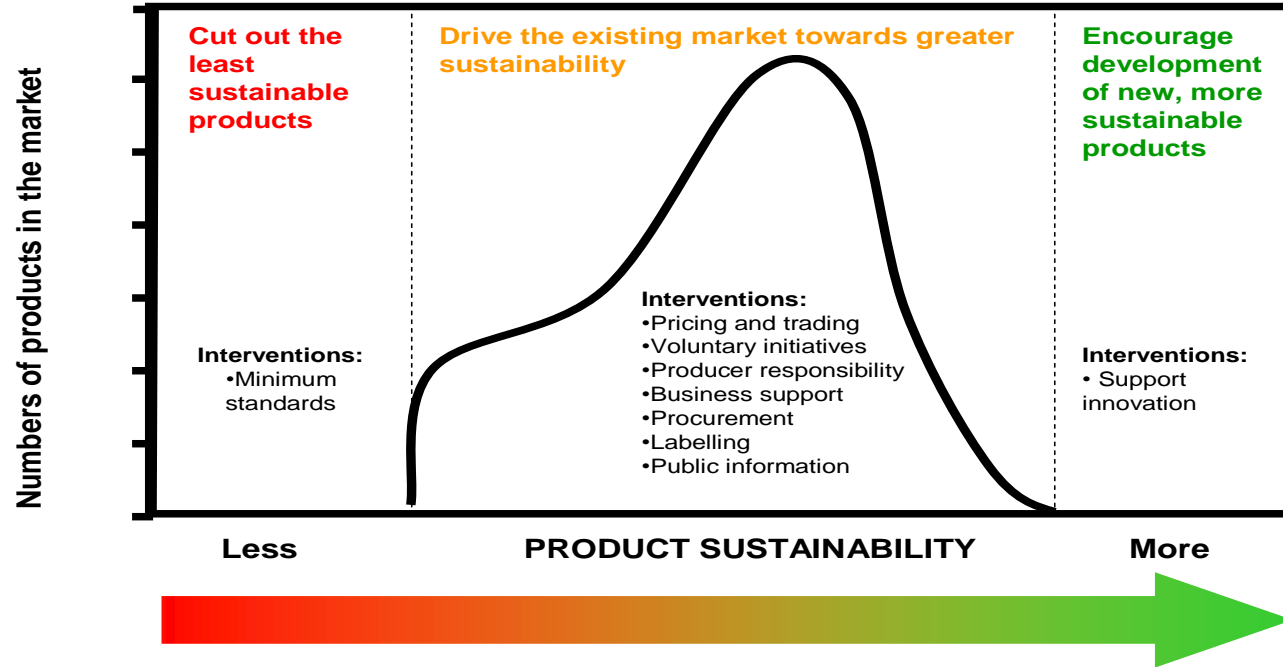 Numbers of products in the market
Cut out the
least
sustainable
products
Interventions:
•Minimum
standards
Drive the existing market towards greater
sustainability
Interventions:
•Pricing and trading
•Voluntary initiatives
•Producer responsibility
•Business support
•Procurement
•Labelling
•Public information
Encourage
development
of new, more
sustainable
products
Interventions:
• Support
innovation
Less
PRODUCT SUSTAINABILITY
More